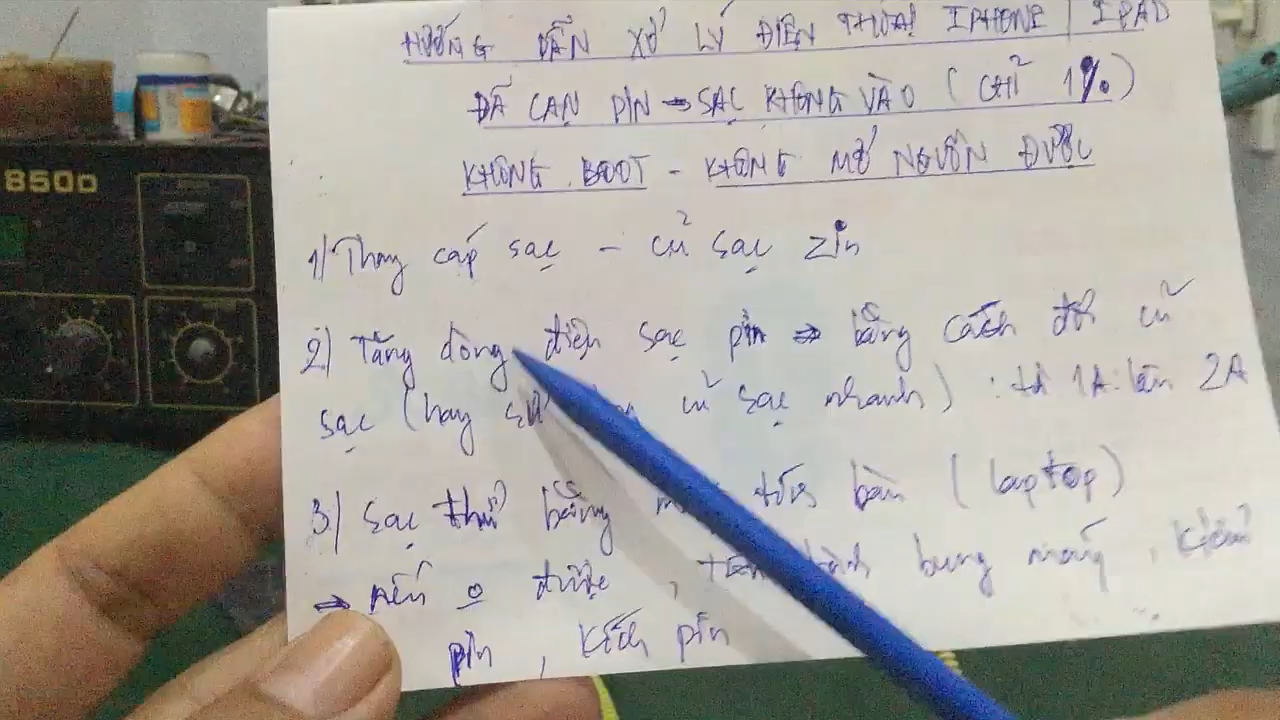 850D
HƯỚNG DẪN XỬ LÝ ĐIỆN THOẠI IPHONE / IPAD
ĐÃ CẠN PIN → SẠC KHÔNG VÀO (CHỈ 1%)
KHÔNG BOOT - KHÔNG MỞ NGUỒN ĐƯỢC
1/ Thay cáp sạc - củ sạc zin
2/ Tăng dòng điện sạc pin ⇒ bằng cách đổi củ
sạc (hay củ sạc nhanh) : từ 1A lên 2A
3/ Sạc thử bằng bàn (laptop)
⇒ nếu o được, bung máy, kiểm
pin, kích pin